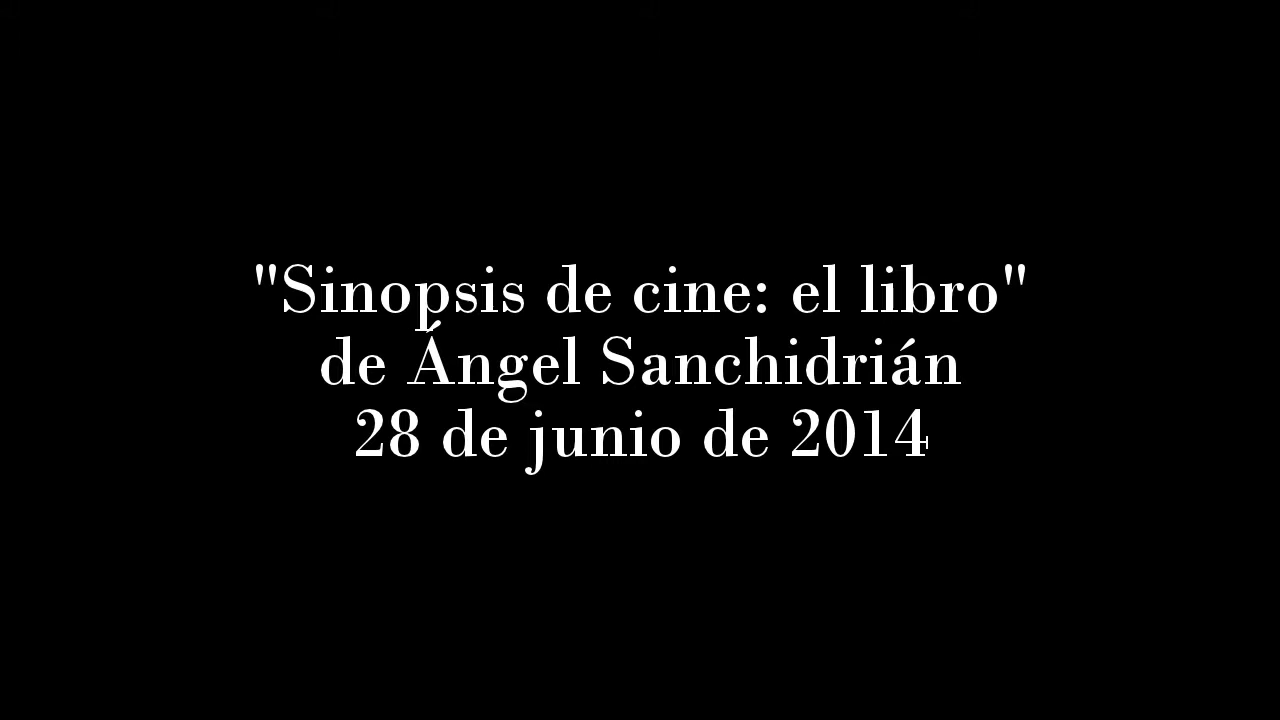 "Sinopsis de cine: el libro"
de Ángel Sanchidrián
28 de junio de 2014